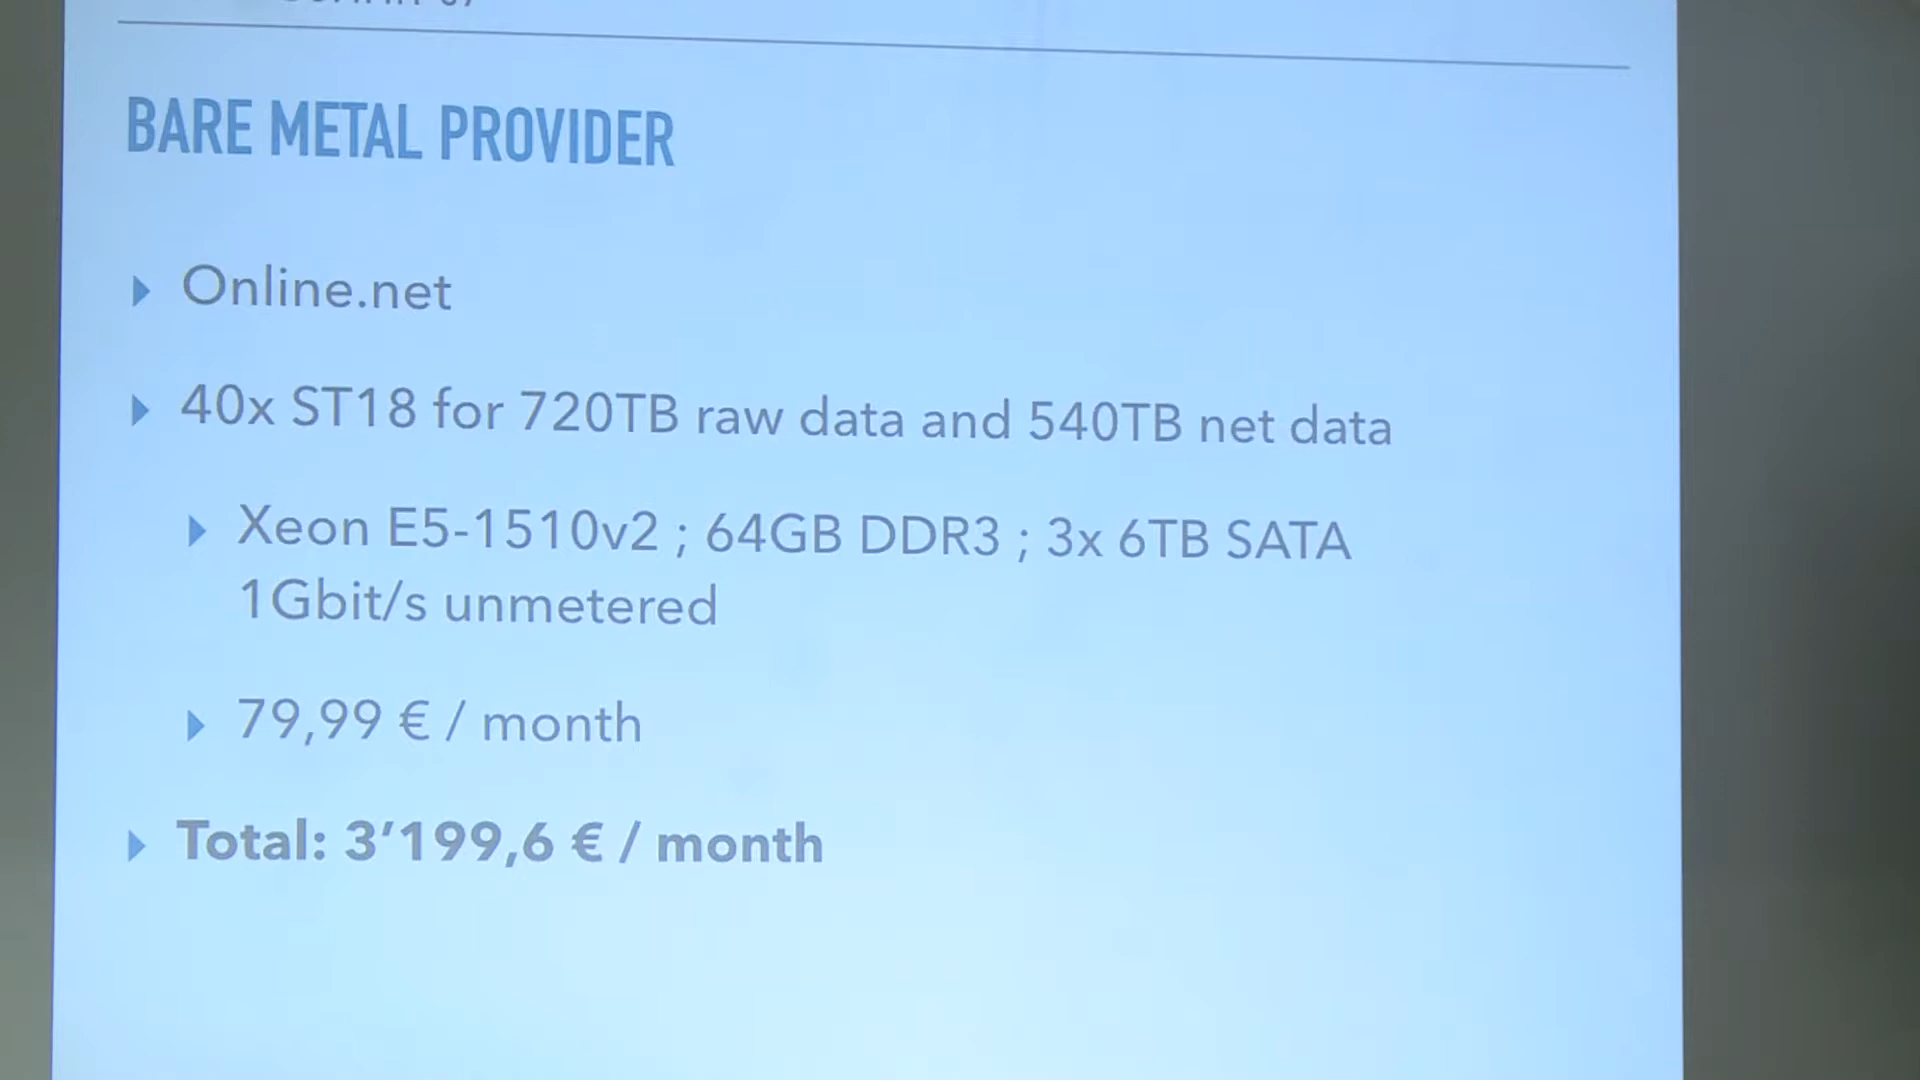 BARE METAL PROVIDER
Online.net
40x ST18 for 720TB raw data and 540TB net data
Xeon E5-1510v2 ; 64GB DDR3 ; 3x 6TB SATA
1Gbit/s unmetered
79,99 € / month
Total: 3’199,6 € / month